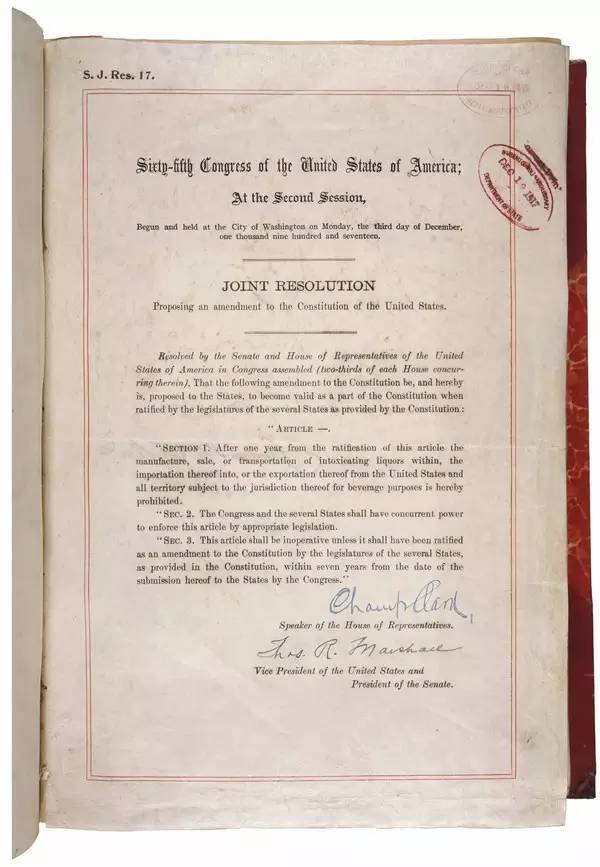 S. J. Res. 17.
DEC 19 1917
DEPARTMENT OF STATE
Sixty-fifth Congress of the United States of America;
At the Second Session,
Begun and held at the City of Washington on Monday, the third day of December,
one thousand nine hundred and seventeen.
JOINT RESOLUTION
Proposing an amendment to the Constitution of the United States.
Resolved by the Senate and House of Representatives of the United
States of America in Congress assembled (two-thirds of each House concur-
ring therein), That the following amendment to the Constitution be, and hereby
is, proposed to the States, to become valid as a part of the Constitution when
ratified by the legislatures of the several States as provided by the Constitution:
"ARTICLE —.
"SECTION 1. After one year from the ratification of this article the
manufacture, sale, or transportation of intoxicating liquors within, the
importation thereof into, or the exportation thereof from the United States and
all territory subject to the jurisdiction thereof for beverage purposes is hereby
prohibited.
"SEC. 2. The Congress and the several States shall have concurrent power
to enforce this article by appropriate legislation.
"SEC. 3. This article shall be inoperative unless it shall have been ratified
as an amendment to the Constitution by the legislatures of the several States,
as provided in the Constitution, within seven years from the date of the
submission hereof to the States by the Congress."
Champ Clark,
Speaker of the House of Representatives.
Thos. R. Marshall
Vice President of the United States and
President of the Senate.